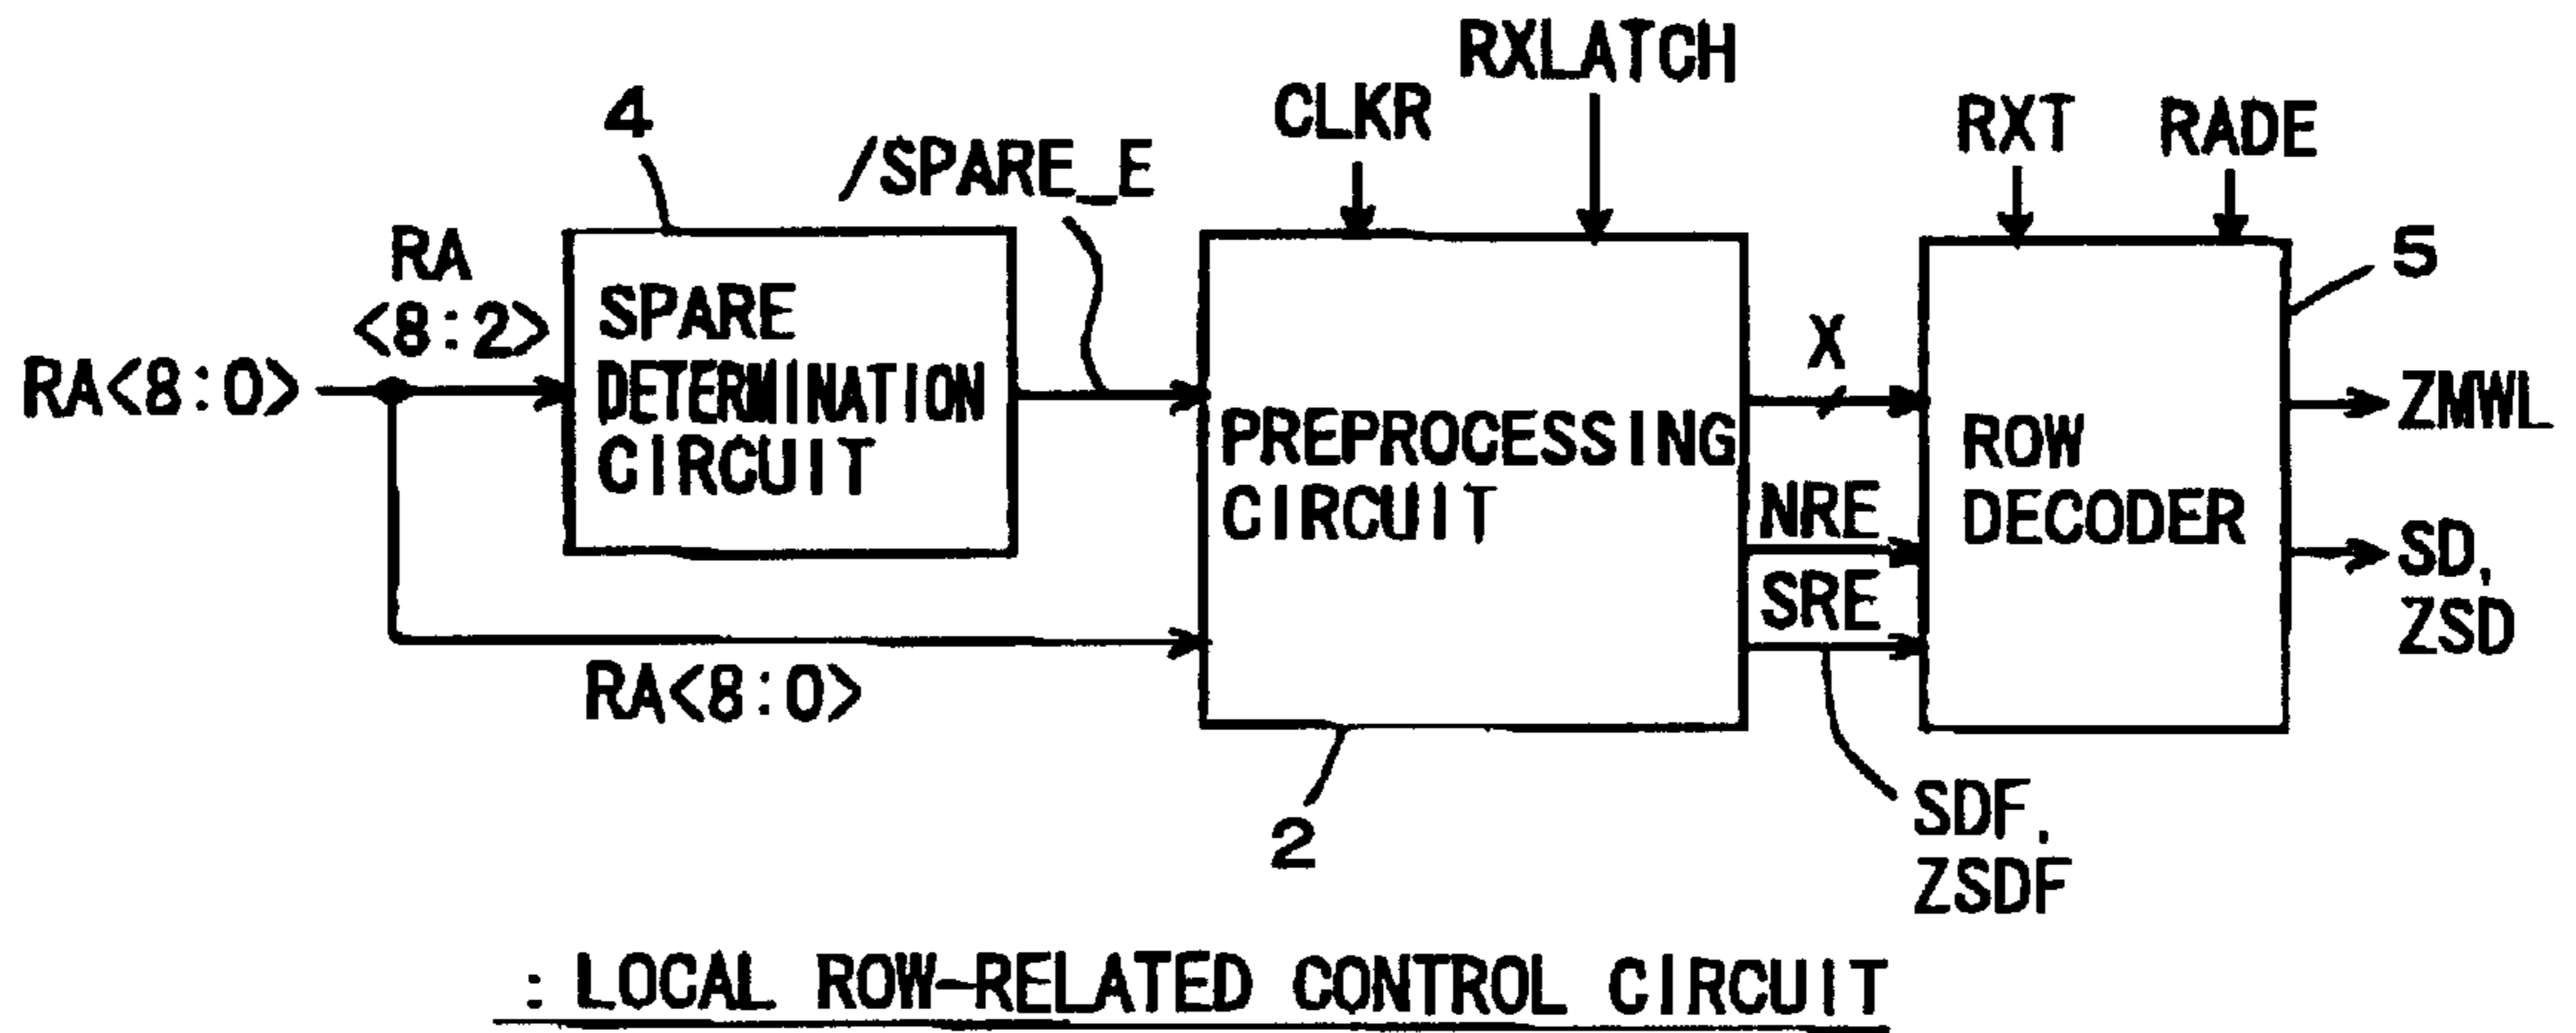 RXLATCH
CLKR
RXT
RADE
4
/SPARE_E
5
RA
<8:2>
RA<8:0>
SPARE
DETERMINATION
CIRCUIT
PREPROCESSING
CIRCUIT
X
NRE
SRE
ROW
DECODER
ZMWL
SD,
ZSD
RA<8:0>
2
SDF,
ZSDF
: LOCAL ROW-RELATED CONTROL CIRCUIT